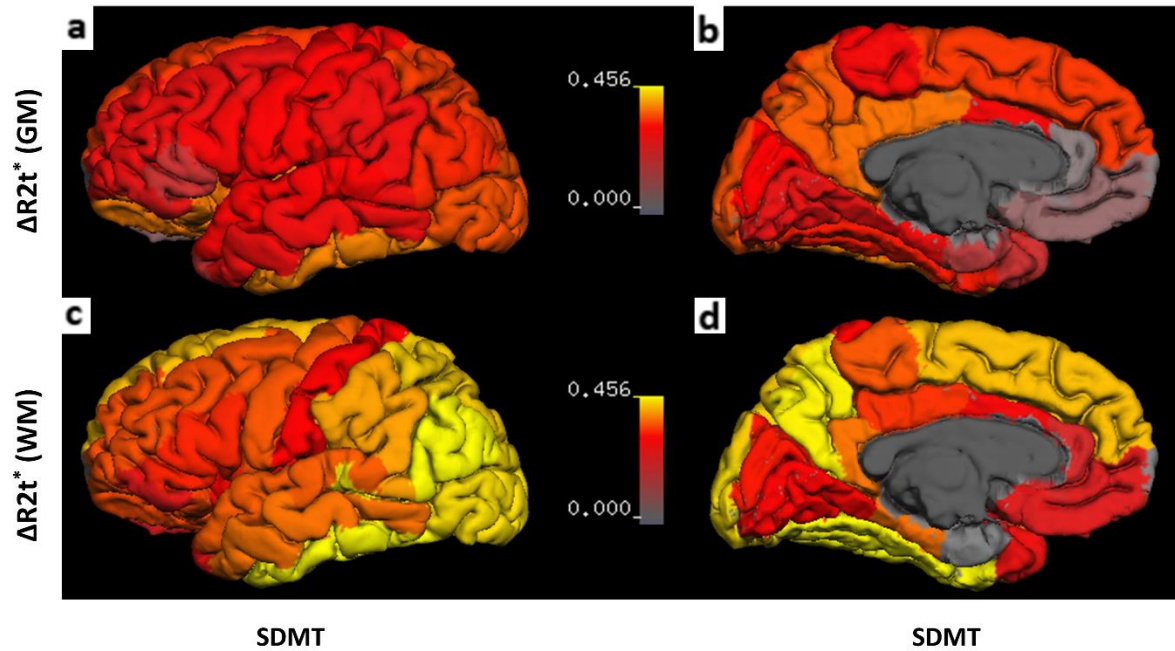 a
b
ΔR2t* (GM)
0.456
0.000
c
d
ΔR2t* (WM)
0.456
0.000
SDMT
SDMT